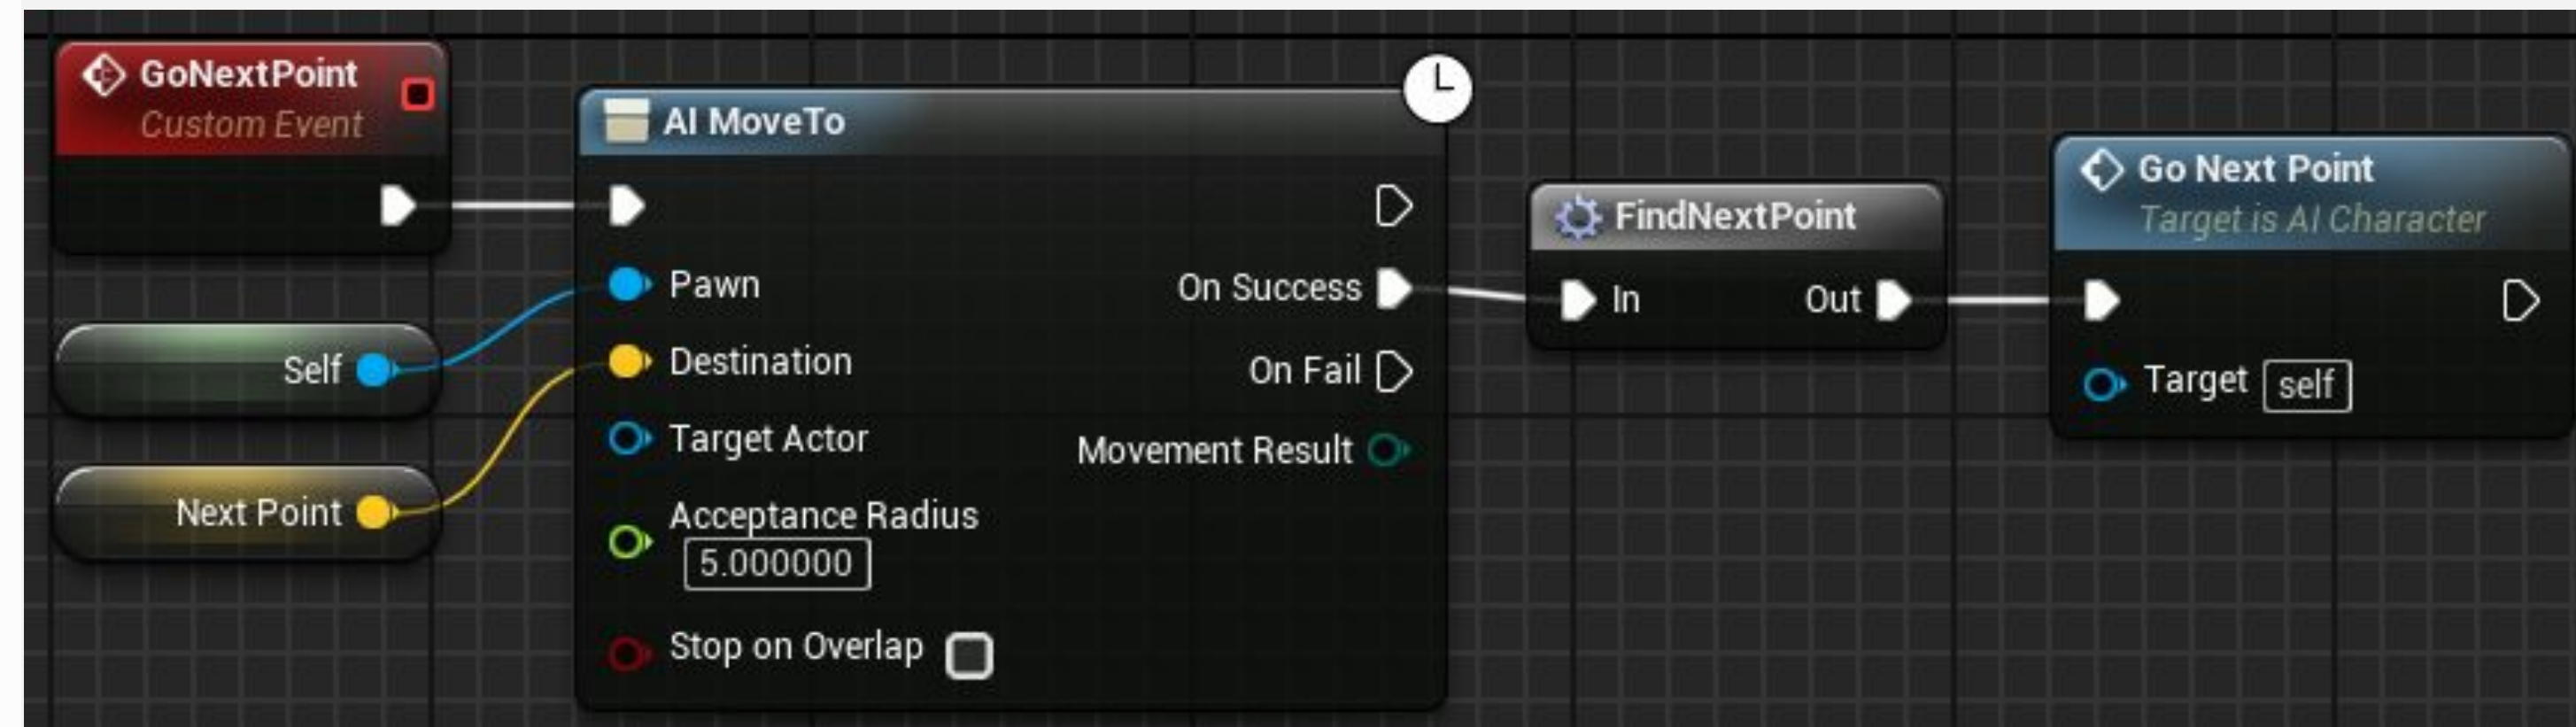 GoNextPoint
Custom Event
Self
Next Point
AI MoveTo
Pawn
Destination
Target Actor
Acceptance Radius
5.000000
Stop on Overlap
On Success
On Fail
Movement Result
FindNextPoint
In
Out
Go Next Point
Target is AI Character
Target self